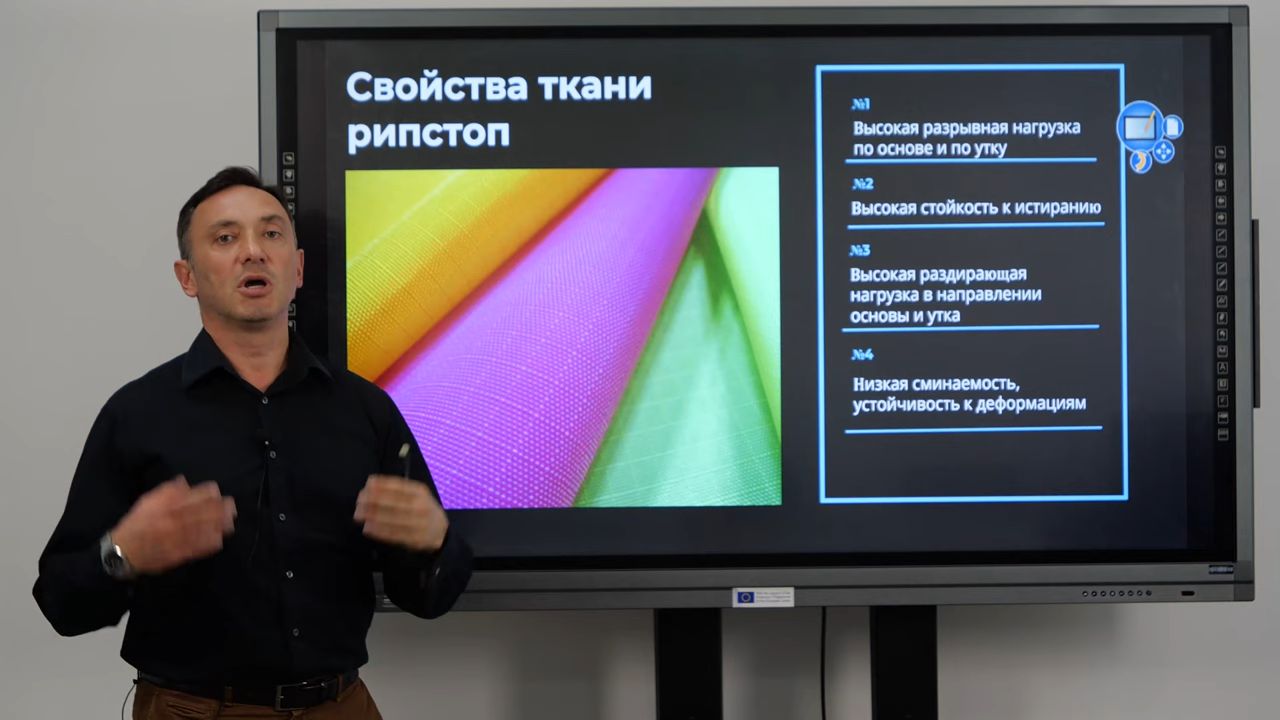 Свойства ткани
рипстоп
№1
Высокая разрывная нагрузка
по основе и по утку
№2
Высокая стойкость к истиранию
№3
Высокая раздирающая
нагрузка в направлении
основы и утка
№4
Низкая сминаемость,
устойчивость к деформациям